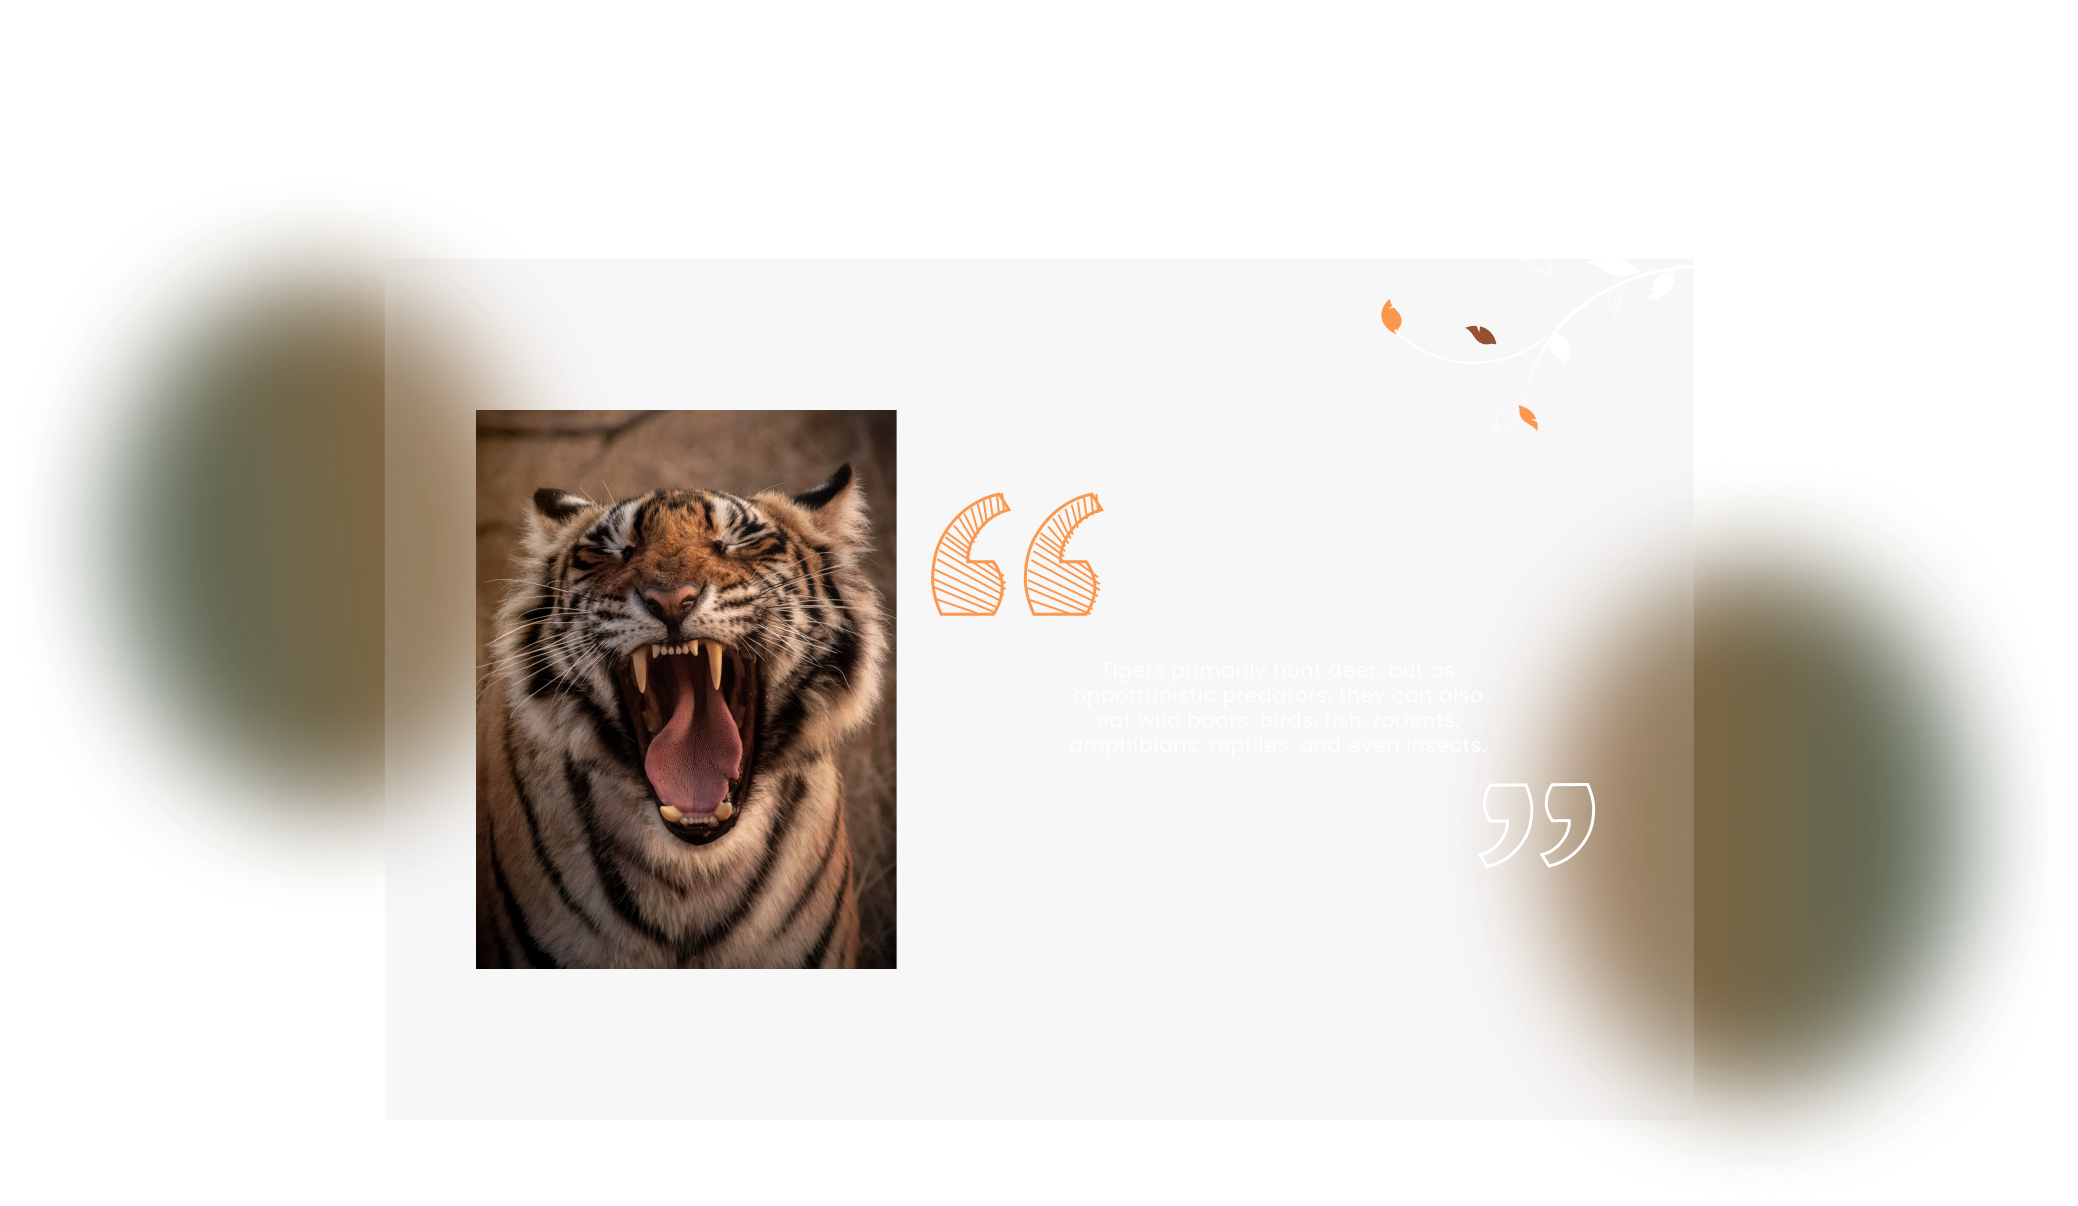 Tigers primarily hunt deer, but as
opportunistic predators, they can also
eat wild boars, birds, fish, rodents,
amphibians, reptiles, and even insects.